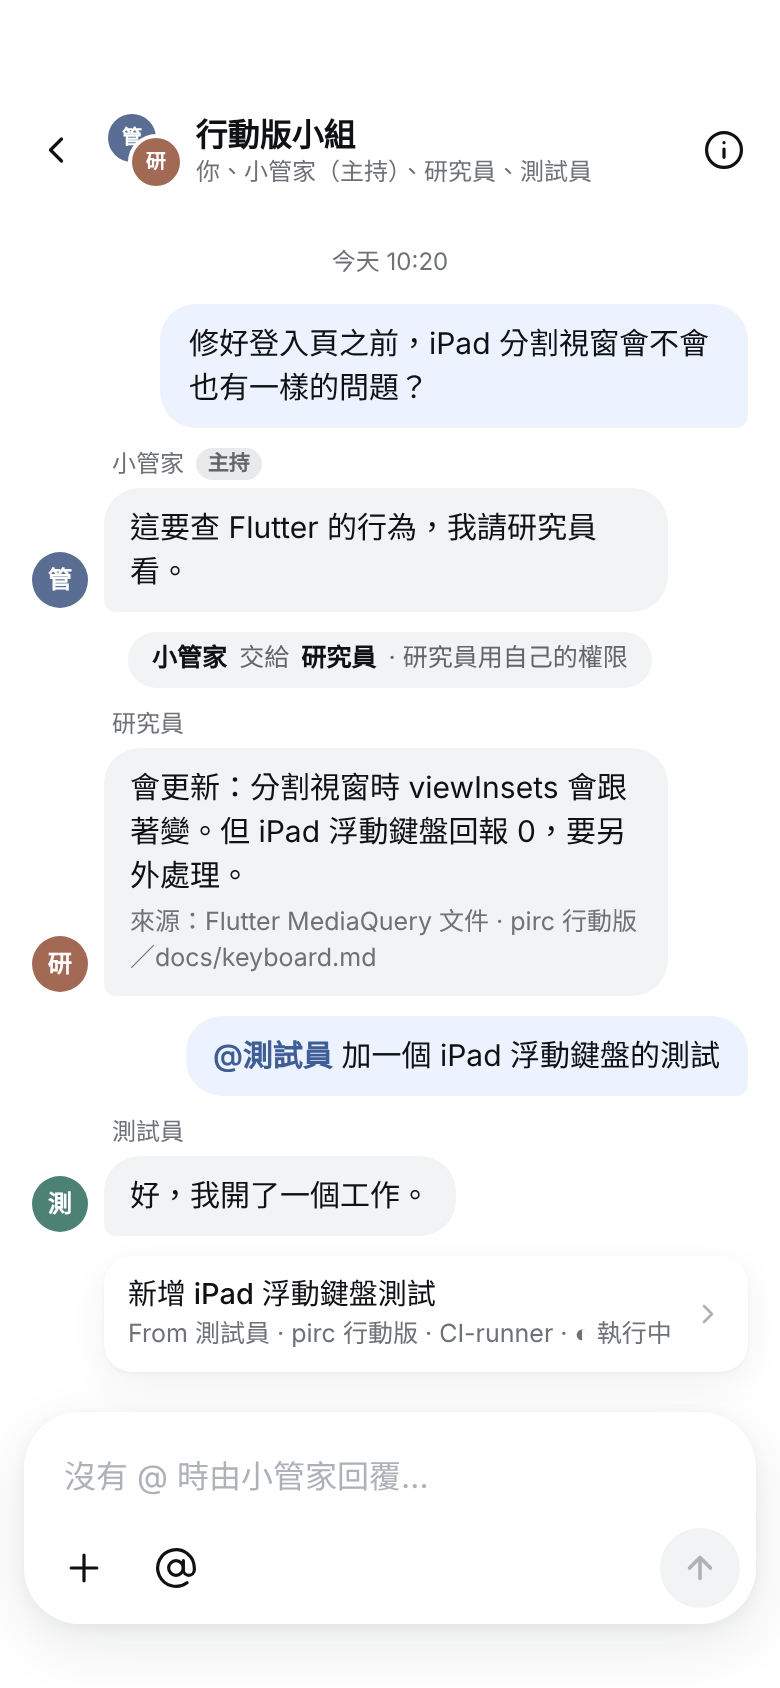 管
研
行動版小組
你、小管家（主持）、研究員、測試員
今天 10:20
修好登入頁之前，iPad 分割視窗會不會
也有一樣的問題？
小管家 主持
這要查 Flutter 的行為，我請研究員
看。
管
小管家 交給 研究員 · 研究員用自己的權限
研究員
會更新：分割視窗時 viewInsets 會跟
著變。但 iPad 浮動鍵盤回報 0，要另
外處理。
來源：Flutter MediaQuery 文件 · pirc 行動版
／docs/keyboard.md
研
@測試員 加一個 iPad 浮動鍵盤的測試
測試員
好，我開了一個工作。
測
新增 iPad 浮動鍵盤測試
From 測試員 · pirc 行動版 · CI-runner · 執行中
沒有 @ 時由小管家回覆...